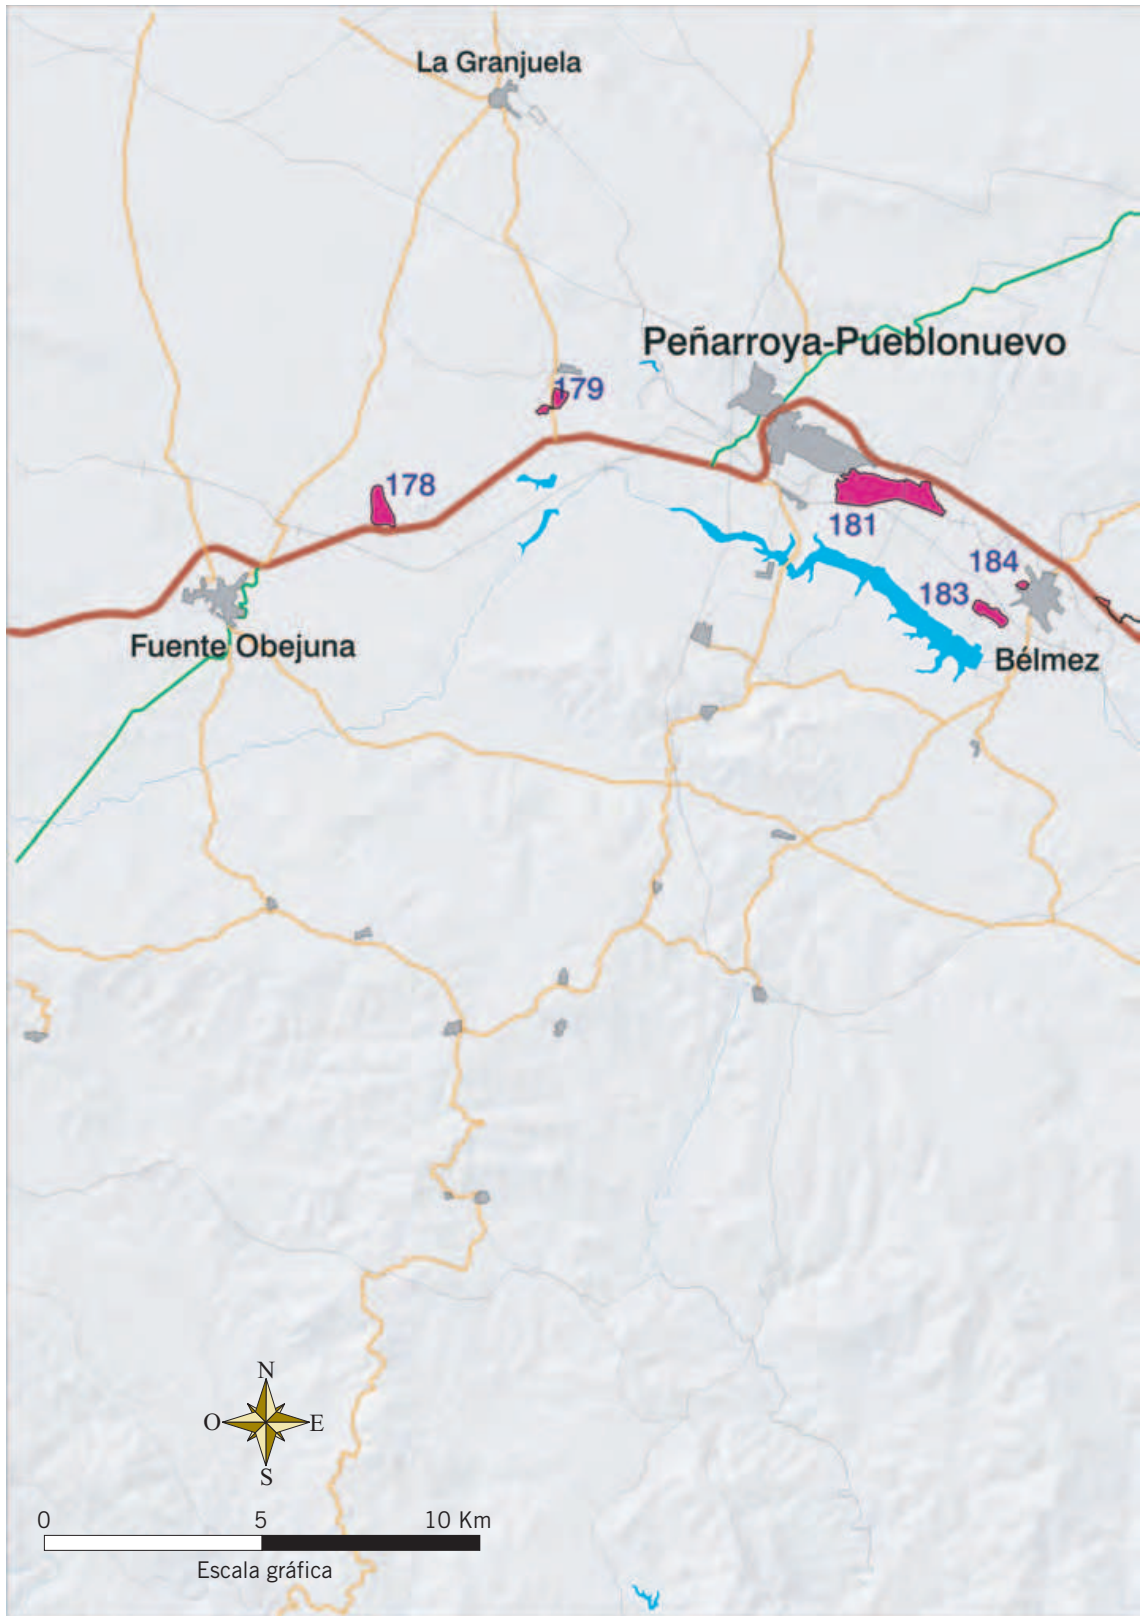 La Granjuela
Peñarroya-Pueblonuevo
179
178
181
184
183
Fuente Obejuna
Bélmez
N
O E
S
0 5 10 Km
Escala gráfica